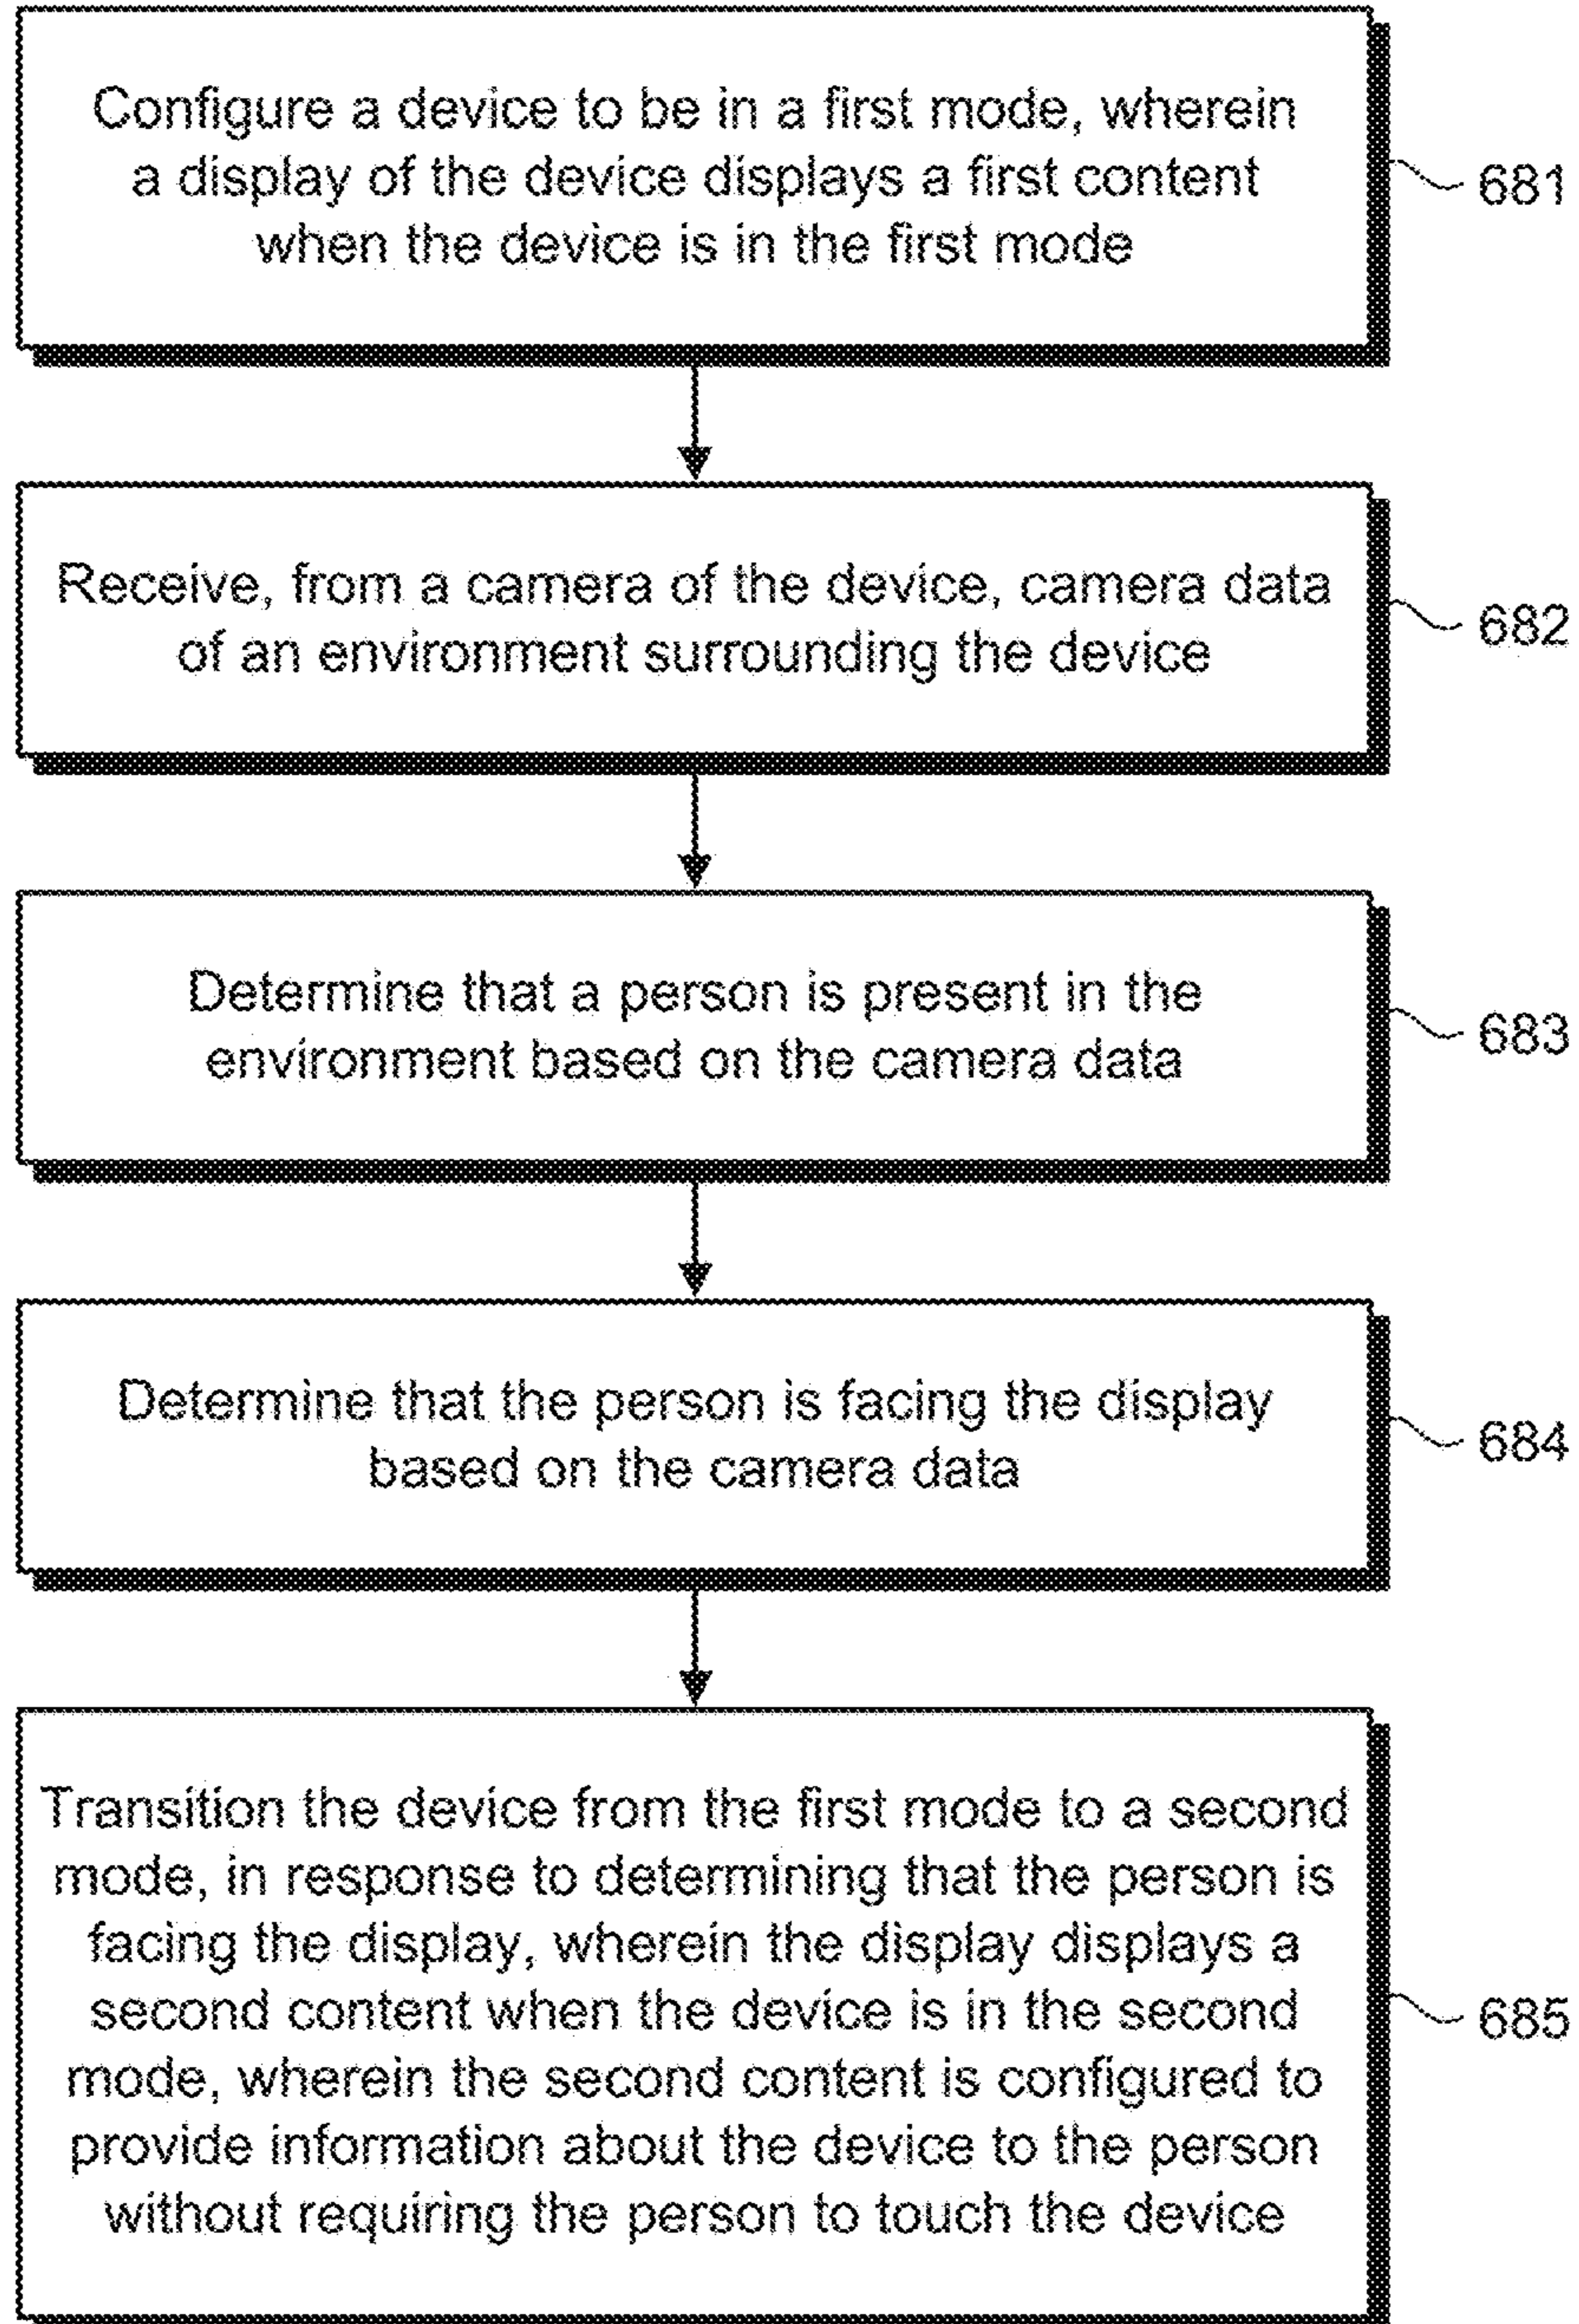 Configure a device to be in a first mode, wherein
a display of the device displays a first content
when the device is in the first mode
681
Receive, from a camera of the device, camera data
of an environment surrounding the device
682
Determine that a person is present in the
environment based on the camera data
683
Determine that the person is facing the display
based on the camera data
684
Transition the device from the first mode to a second
mode, in response to determining that the person is
facing the display, wherein the display displays a
second content when the device is in the second
mode, wherein the second content is configured to
provide information about the device to the person
without requiring the person to touch the device
685